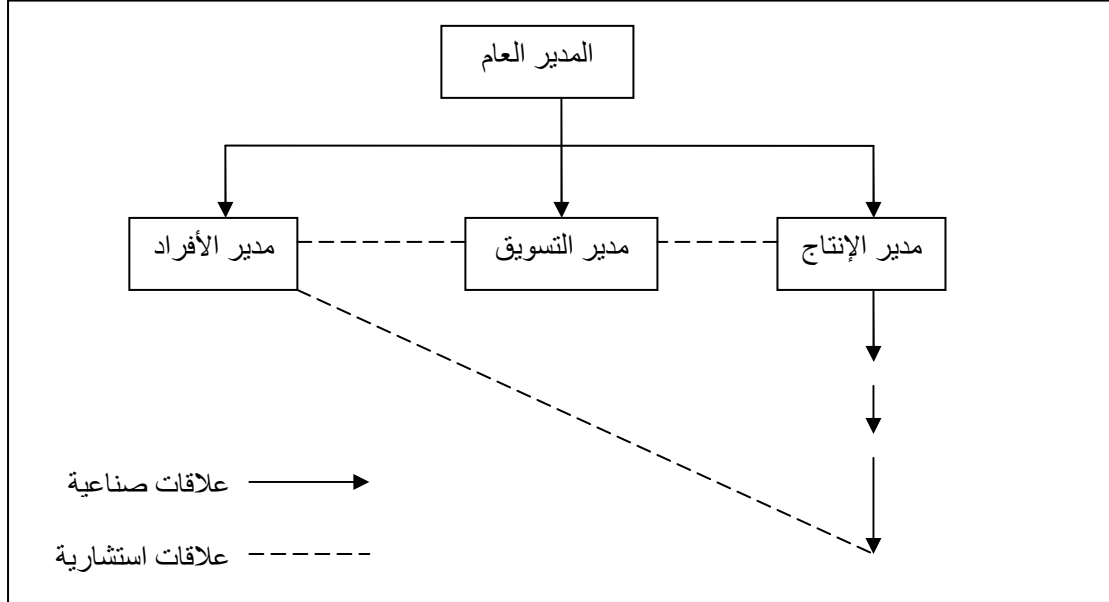 المدير العام
مدير الإنتاج
مدير التسويق
مدير الأفراد
علاقات صناعية
علاقات استشارية